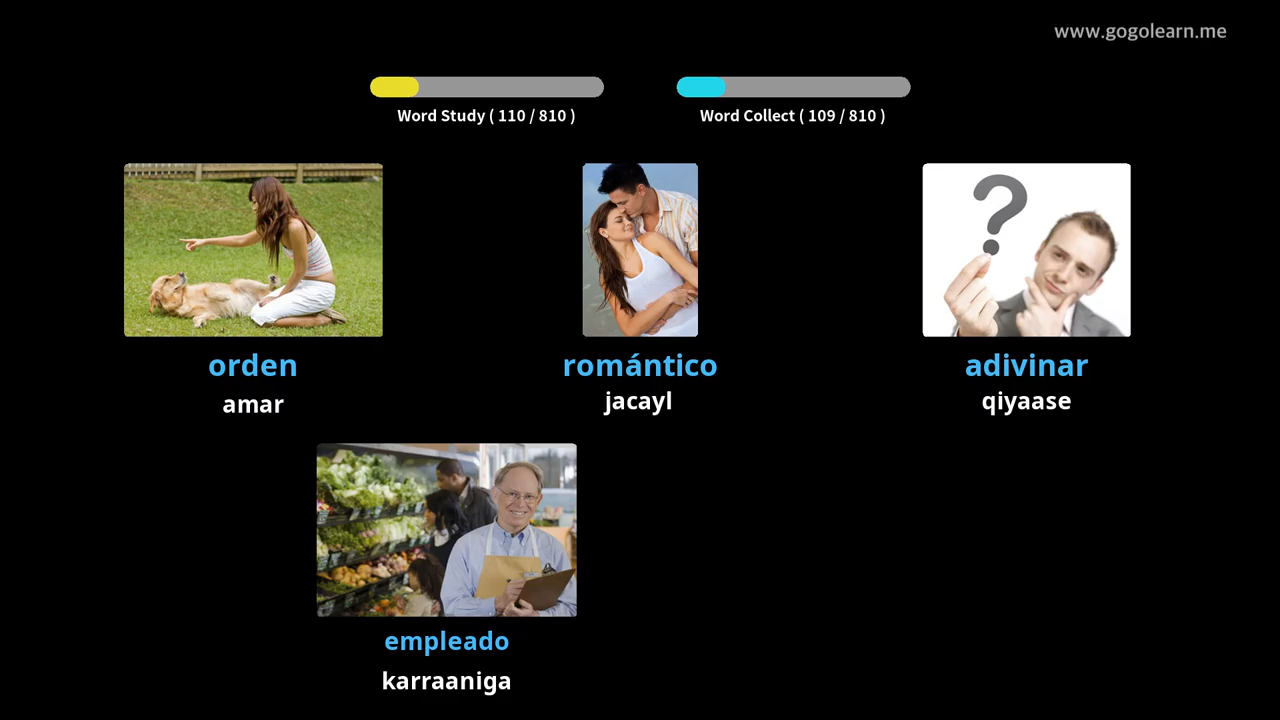 www.gogolearn.me
Word Study ( 110 / 810 )
Word Collect ( 109 / 810 )
orden
amar
romántico
jacayl
adivinar
qiyaase
empleado
karraaniga